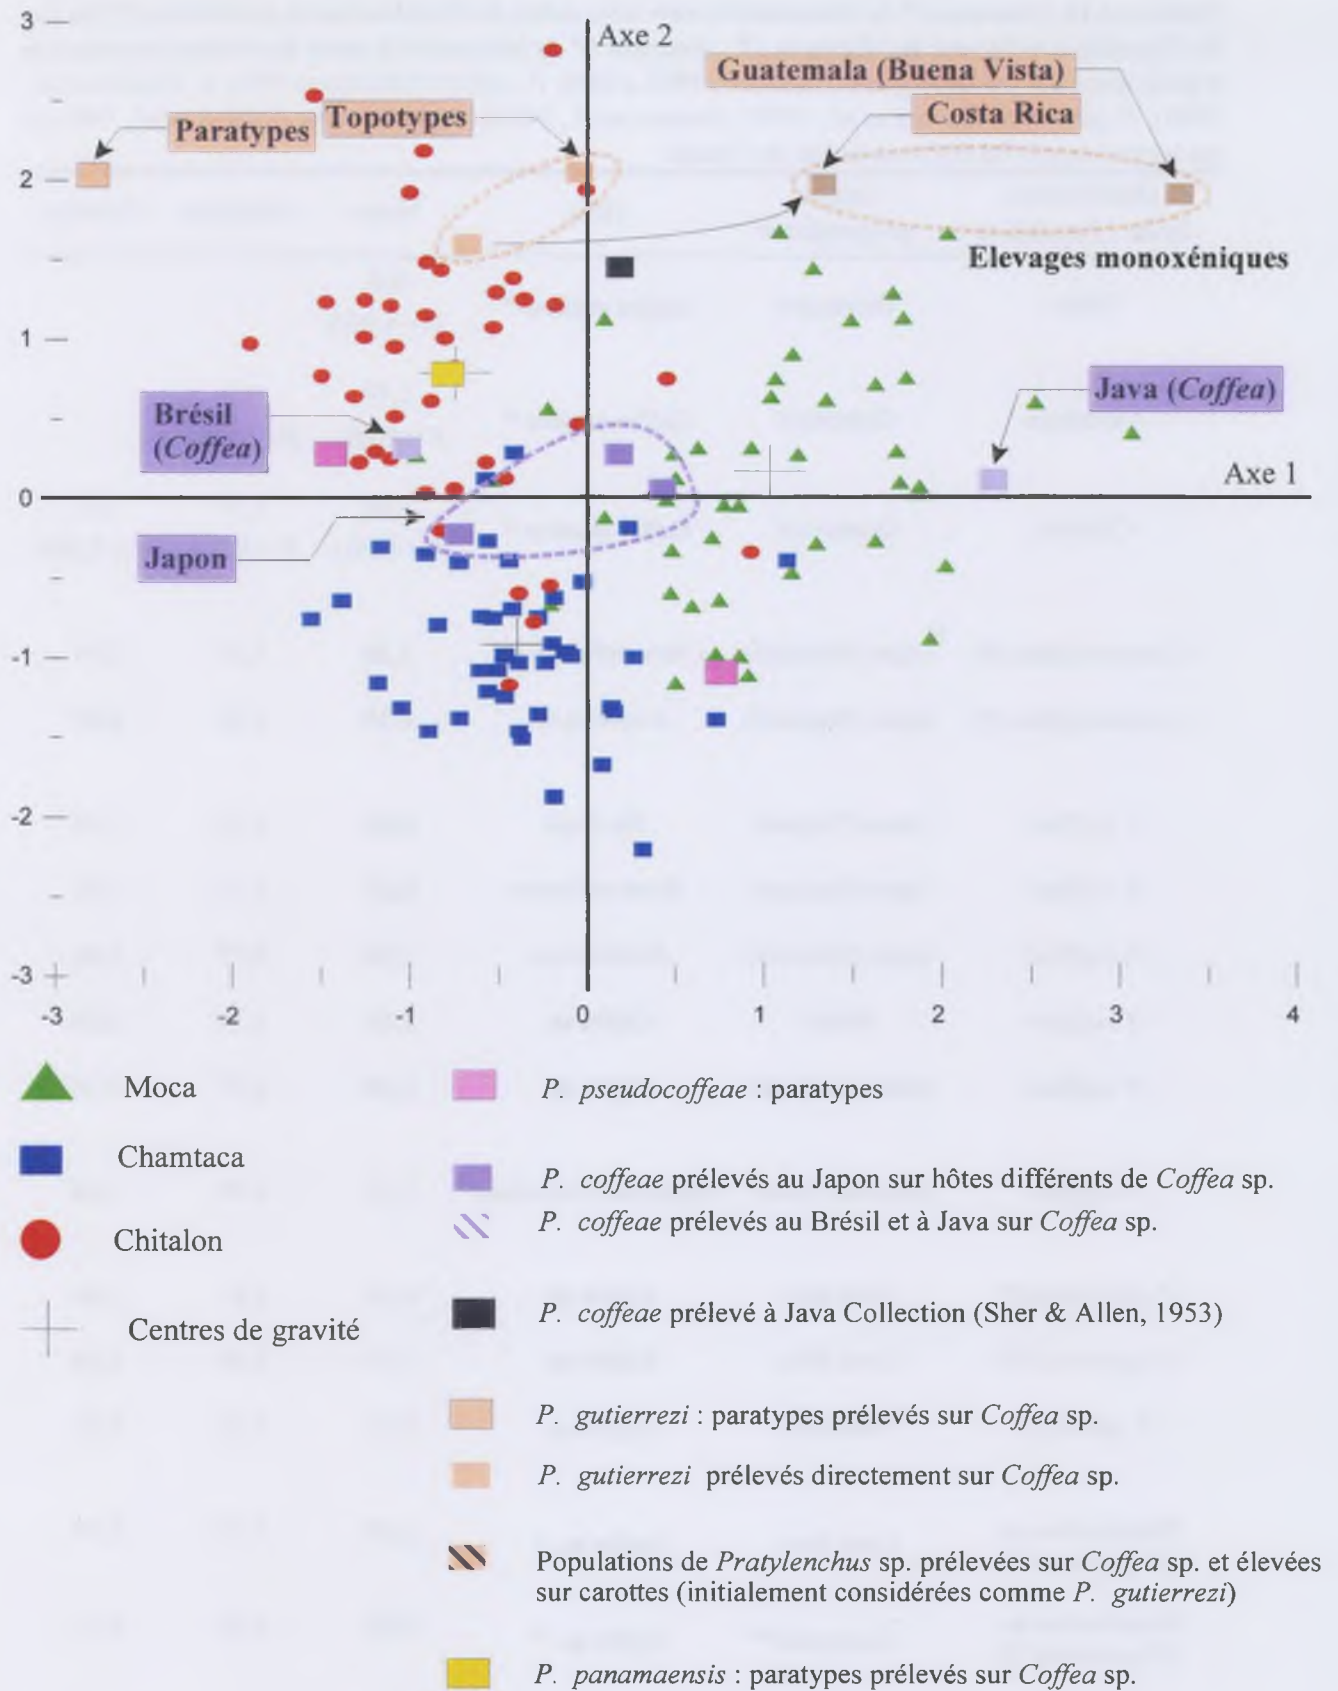 3
Axe 2
Guatemala (Buena Vista)
Costa Rica
Topotypes
Paratypes
2
Elevages monoxéniques
1
Java (Coffea)
Brésil
(Coffea)
Axe 1
0
Japon
-1
-2
-3
-3 -2 -1 0 1 2 3 4
Moca
P. pseudocoffeae : paratypes
Chamtaca
P. coffeae prélevés au Japon sur hôtes différents de Coffea sp.
P. coffeae prélevés au Brésil et à Java sur Coffea sp.
Chitalon
P. coffeae prélevé à Java Collection (Sher & Allen, 1953)
Centres de gravité
P. gutierrezi : paratypes prélevés sur Coffea sp.
P. gutierrezi prélevés directement sur Coffea sp.
Populations de Pratylenchus sp. prélevées sur Coffea sp. et élevées
sur carottes (initialement considérées comme P. gutierrezi)
P. panamaensis : paratypes prélevés sur Coffea sp.